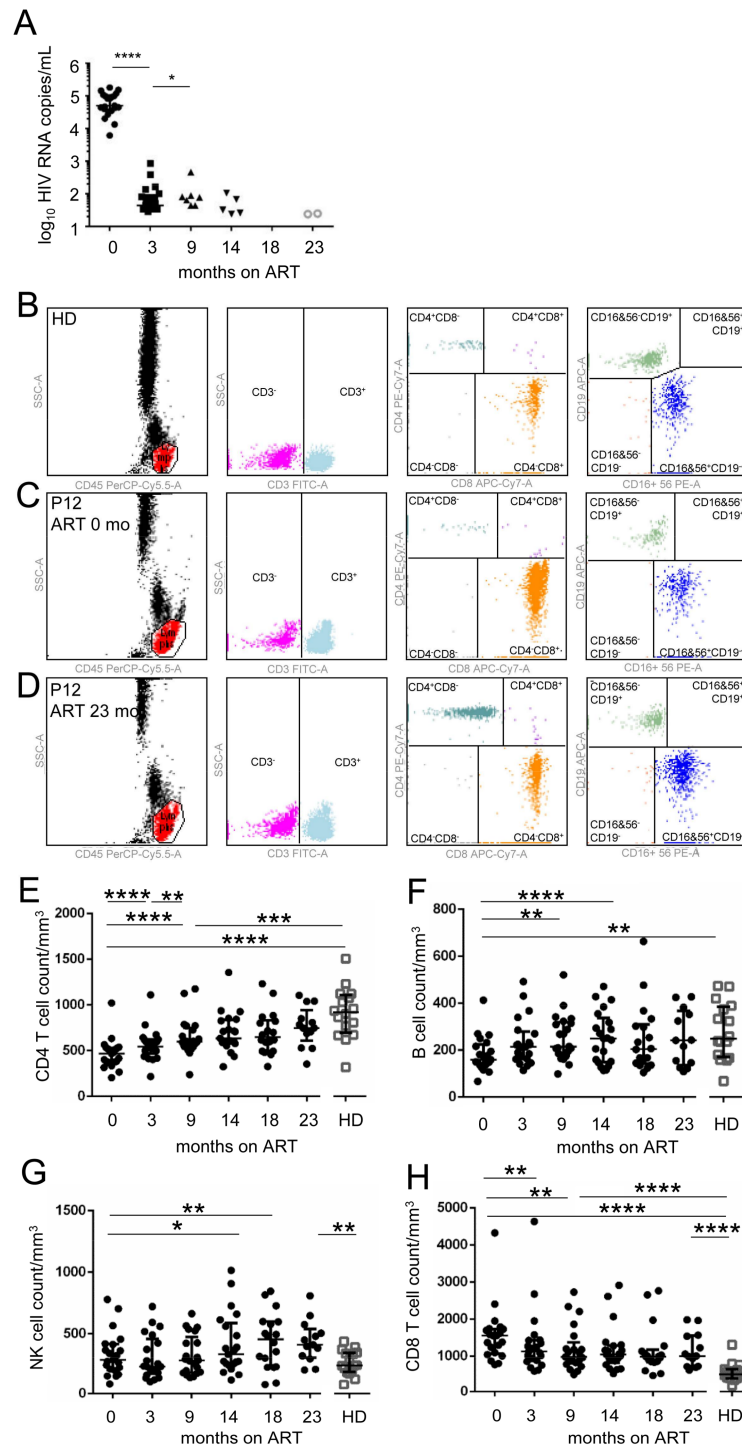 A
****
*
6
5
4
3
2
1
log10 HIV RNA copies/mL
0 3 9 14 18 23
months on ART
B
HD
SSC-A
CD45 PerCP-Cy5.5-A
SSC-A
CD3-
CD3+
CD3 FITC-A
CD4+CD8-
CD4+CD8+
CD4 PE-Cy7-A
CD4-CD8-
CD4-CD8+
CD8 APC-Cy7-A
CD16&56-CD19+
CD16&56+
CD19-
CD19 APC-A
CD16&56-
CD19-
CD16&56+CD19-
CD16+ 56 PE-A
C
P12
ART 0 mo
SSC-A
CD45 PerCP-Cy5.5-A
SSC-A
CD3-
CD3+
CD3 FITC-A
CD4+CD8-
CD4+CD8+
CD4 PE-Cy7-A
CD4-CD8-
CD4-CD8+
CD8 APC-Cy7-A
CD16&56-
CD19+
CD16&56+
CD19+
CD19 APC-A
CD16&56-
CD19-
CD16&56+CD19-
CD16+ 56 PE-A
D
P12
ART 23 mo
SSC-A
CD45 PerCP-Cy5.5-A
SSC-A
CD3-
CD3+
CD3 FITC-A
CD4+CD8-
CD4+CD8+
CD4 PE-Cy7-A
CD4-CD8-
CD4-CD8+
CD8 APC-Cy7-A
CD16&56-
CD19+
CD16&56+
CD19+
CD19 APC-A
CD16&56-
CD19-
CD16&56+CD19-
CD16+ 56 PE-A
E
**** **
**** ***
****
2000
1500
1000
500
0
CD4 T cell count/mm3
0 3 9 14 18 23 HD
months on ART
F
****
**
**
800
600
400
200
0
B cell count/mm3
0 3 9 14 18 23 HD
months on ART
G
**
* **
1500
1000
500
0
NK cell count/mm3
0 3 9 14 18 23 HD
months on ART
H
**
** ****
****
****
5000
4000
3000
2000
1000
0
CD8 T cell count/mm3
0 3 9 14 18 23 HD
months on ART